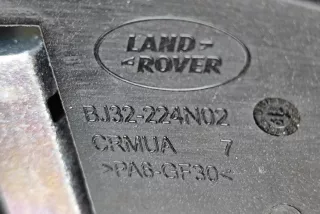 LAND-
-ROVER
BJ32-224N02
CRMUA 7
>PA6-GF30<